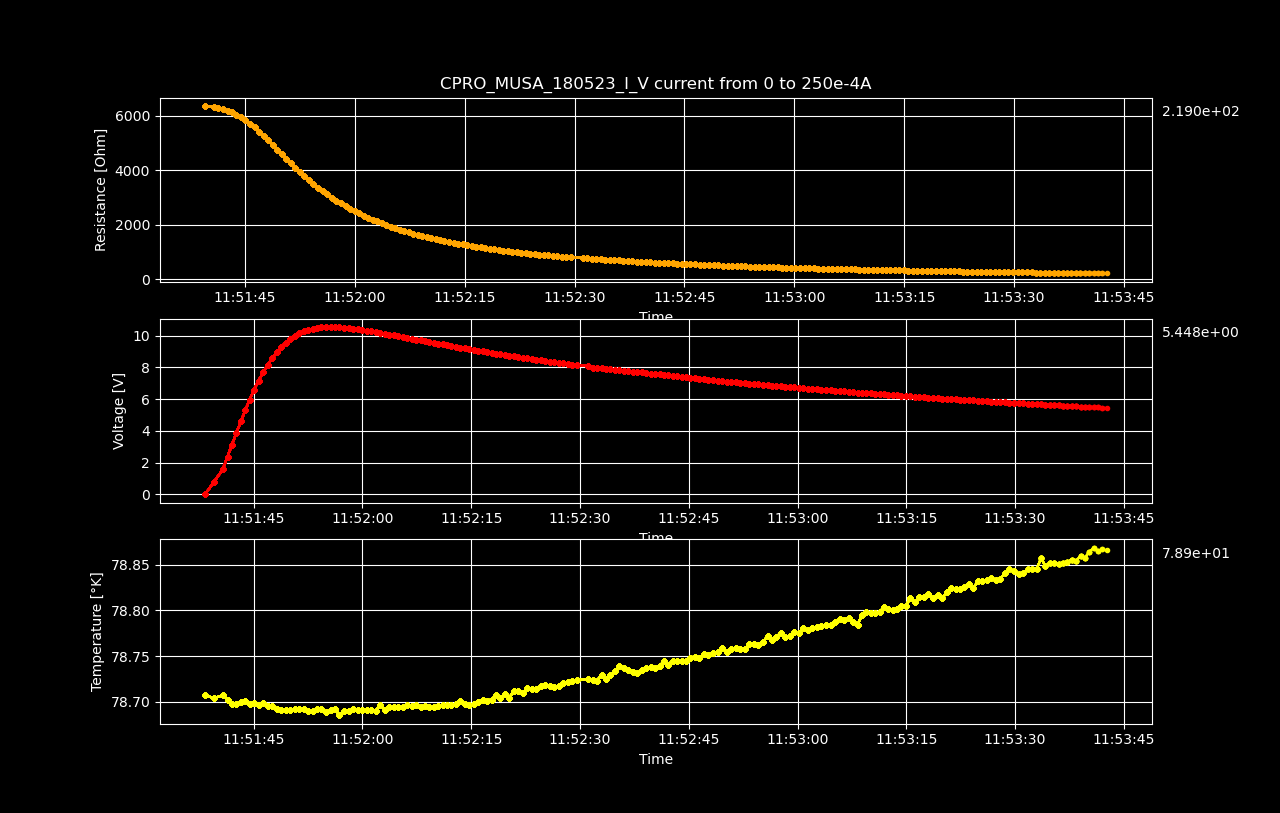 CPRO_MUSA_180523_I_V current from 0 to 250e-4A
2.190e+02
Resistance [Ohm]
6000
4000
2000
0
11:51:45 11:52:00 11:52:15 11:52:30 11:52:45 11:53:00 11:53:15 11:53:30 11:53:45
Time
5.448e+00
Voltage [V]
10
8
6
4
2
0
11:51:45 11:52:00 11:52:15 11:52:30 11:52:45 11:53:00 11:53:15 11:53:30 11:53:45
Time
7.89e+01
Temperature [°K]
78.85
78.80
78.75
78.70
11:51:45 11:52:00 11:52:15 11:52:30 11:52:45 11:53:00 11:53:15 11:53:30 11:53:45
Time